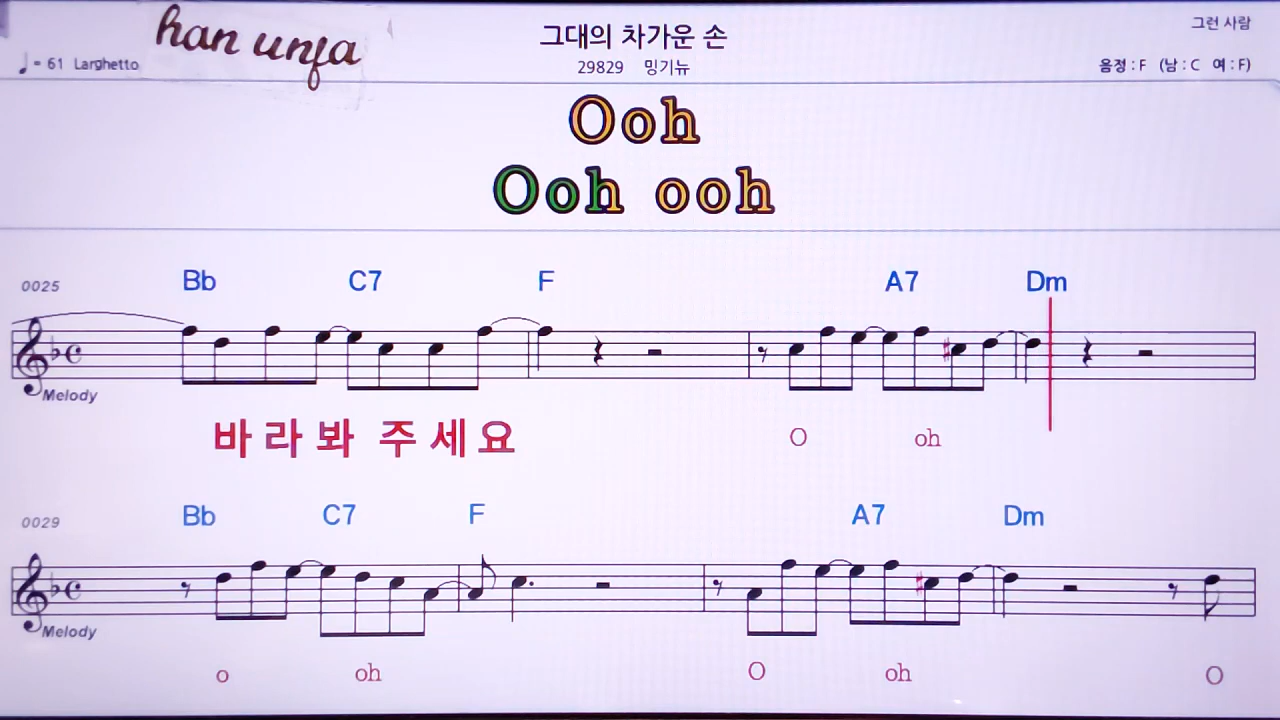 han unfa
그대의 차가운 손
그런 사람
♩= 61 Larghetto
29829 밍기뉴
음정 : F (남 : C 여 : F)
Ooh
Ooh ooh
0025 Bb C7 F A7 Dm
Melody
바라봐 주세요 O oh
0029 Bb C7 F A7 Dm
Melody
o oh O oh O